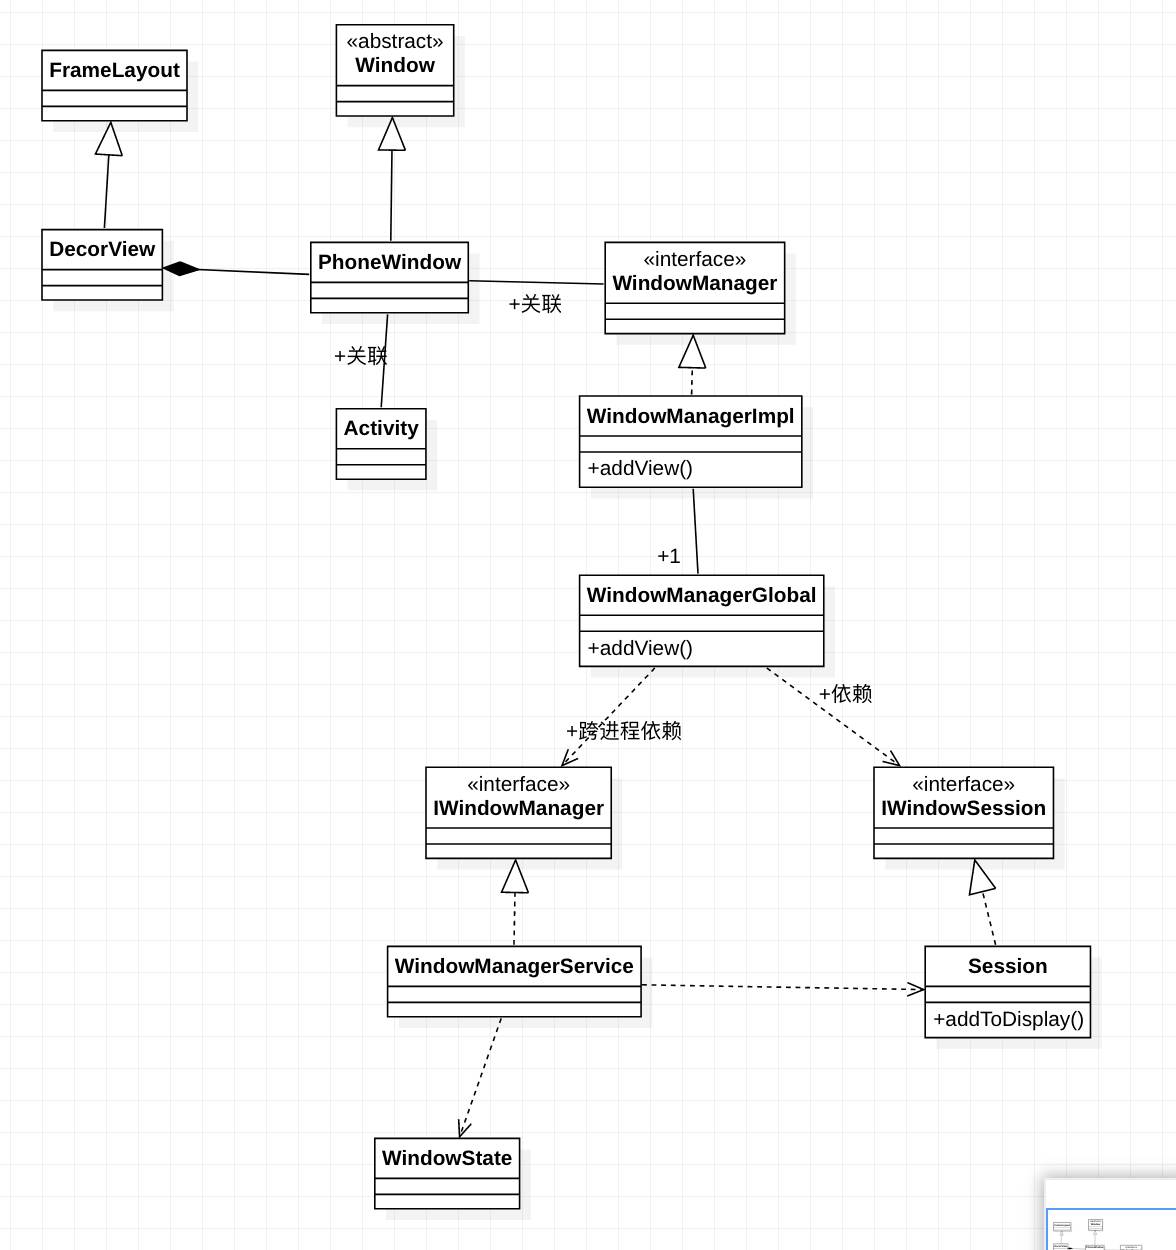 «abstract»
Window
FrameLayout
DecorView
PhoneWindow
«interface»
WindowManager
+关联
+关联
Activity
WindowManagerImpl
+addView()
+1
WindowManagerGlobal
+addView()
+依赖
+跨进程依赖
«interface»
IWindowManager
«interface»
IWindowSession
WindowManagerService
Session
+addToDisplay()
WindowState